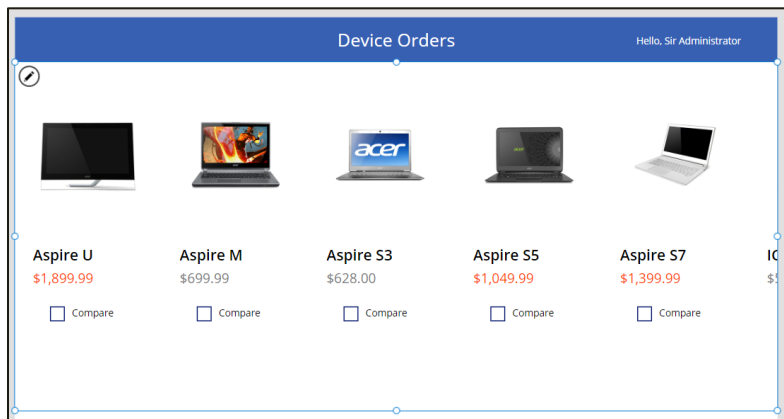 Device Orders
Hello, Sir Administrator
acer
Aspire U
Aspire M
Aspire S3
Aspire S5
Aspire S7
$1,899.99
$699.99
$628.00
$1,049.99
$1,399.99
Compare
Compare
Compare
Compare
Compare